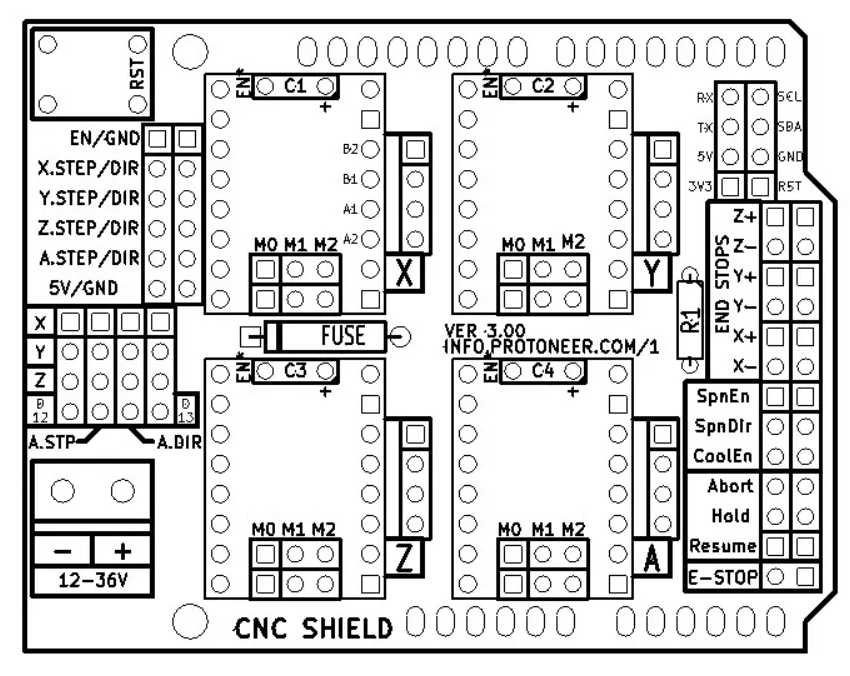 RST
EN*
C1
+
EN*
C2
+
RX
SCL
TX
SDA
5V
GND
3V3
RST
EN/GND
X.STEP/DIR
Y.STEP/DIR
Z.STEP/DIR
A.STEP/DIR
5V/GND
B2
B1
A1
A2
M0 M1 M2
X
M0 M1 M2
Y
END STOPS
Z+
Z-
Y+
Y-
X+
X-
X
Y
Z
D
12
D
13
A.STP
A.DIR
FUSE
VER 3.00
INFO.PROTONEER.COM/1
R1
EN*
C3
+
EN*
C4
+
SpnEn
SpnDir
CoolEn
Abort
Hold
Resume
E-STOP
- +
12-36V
M0 M1 M2
Z
M0 M1 M2
A
CNC SHIELD